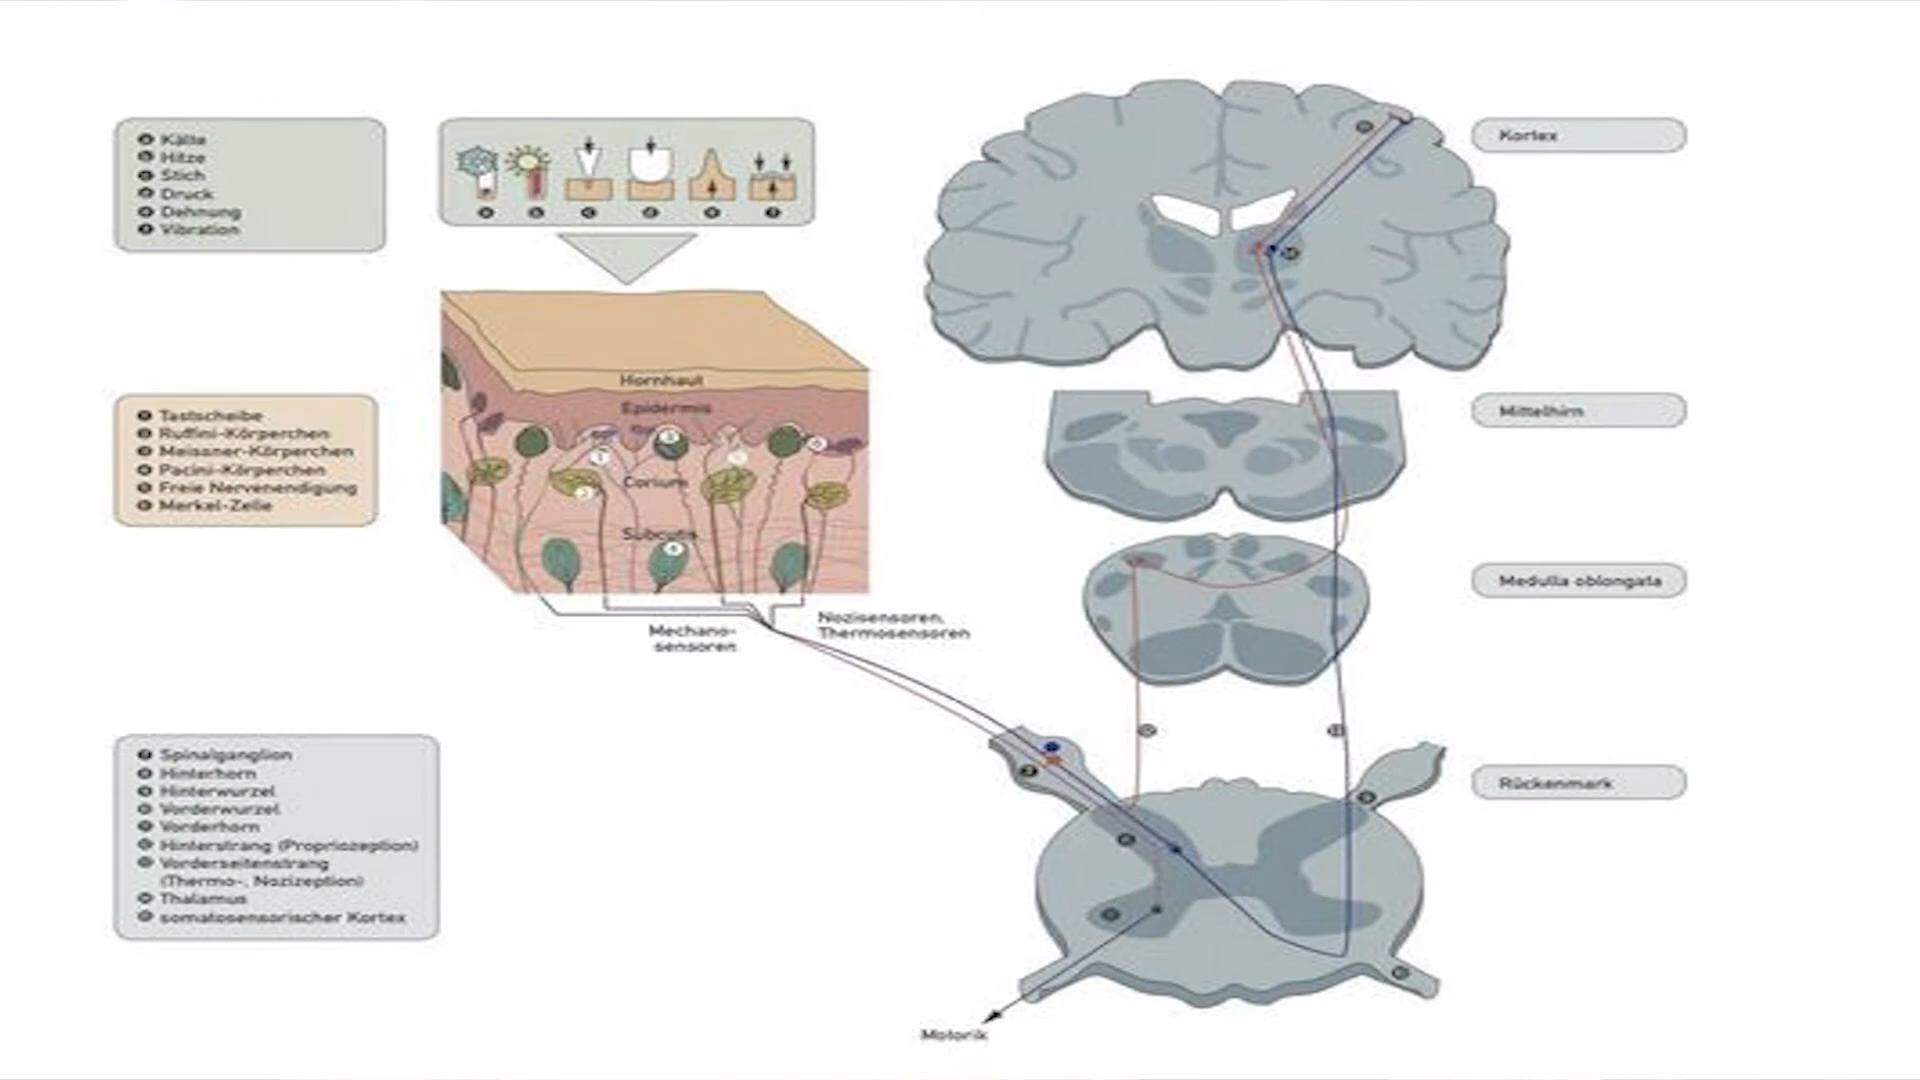 Kälte
Hitze
Stich
Druck
Dehnung
Vibration
Kortex
Hornhaut
Epidermis
Corium
Subcutis
Tastscheibe
Ruffini-Körperchen
Meissner-Körperchen
Pacini-Körperchen
Freie Nervenendigung
Merkel-Zelle
Mittelhirn
Medulla oblongata
Mechano-
sensoren
Nozisensoren,
Thermosensoren
Spinalganglion
Hinterhorn
Hinterwurzel
Vorderwurzel
Vorderhorn
Hinterstrang (Propriozeption)
Vorderseitenstrang
(Thermo-, Nozizeption)
Thalamus
somatosensorischer Kortex
Rückenmark
Motorik